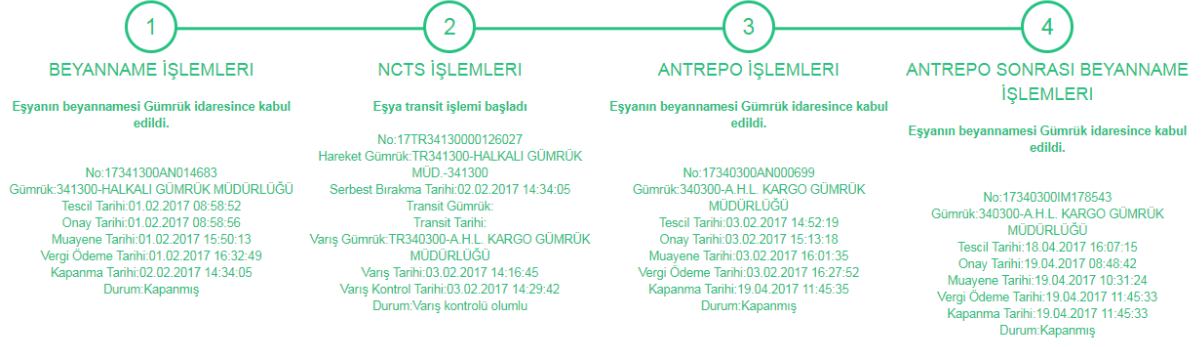 1
BEYANNAME İŞLEMLERI
Eşyanın beyannamesi Gümrük idaresince kabul
edildi.
No:17341300AN014683
Gümrük:341300-HALKALI GÜMRÜK MÜDÜRLÜĞÜ
Tescil Tarihi:01.02.2017 08:58:52
Onay Tarihi:01.02.2017 08:58:56
Muayene Tarihi:01.02.2017 15:50:13
Vergi Ödeme Tarihi:01.02.2017 16:32:49
Kapanma Tarihi:02.02.2017 14:34:05
Durum:Kapanmış
2
NCTS İŞLEMLERI
Eşya transit işlemi başladı
No:17TR34130000126027
Hareket Gümrük:TR341300-HALKALI GÜMRÜK
MÜD.-341300
Serbest Bırakma Tarihi:02.02.2017 14:34:05
Transit Gümrük:
Transit Tarihi:
Varış Gümrük:TR340300-A.H.L. KARGO GÜMRÜK
MÜDÜRLÜĞÜ
Varış Tarihi:03.02.2017 14:16:45
Varış Kontrol Tarihi:03.02.2017 14:29:42
Durum:Varış kontrolü olumlu
3
ANTREPO İŞLEMLERI
Eşyanın beyannamesi Gümrük idaresince kabul
edildi.
No:17340300AN000699
Gümrük:340300-A.H.L. KARGO GÜMRÜK
MÜDÜRLÜĞÜ
Tescil Tarihi:03.02.2017 14:52:19
Onay Tarihi:03.02.2017 15:13:18
Muayene Tarihi:03.02.2017 16:01:35
Vergi Ödeme Tarihi:03.02.2017 16:27:52
Kapanma Tarihi:19.04.2017 11:45:35
Durum:Kapanmış
4
ANTREPO SONRASI BEYANNAME
İŞLEMLERI
Eşyanın beyannamesi Gümrük idaresince kabul
edildi.
No:17340300IM178543
Gümrük:340300-A.H.L. KARGO GÜMRÜK
MÜDÜRLÜĞÜ
Tescil Tarihi:18.04.2017 16:07:15
Onay Tarihi:19.04.2017 08:48:42
Muayene Tarihi:19.04.2017 10:31:24
Vergi Ödeme Tarihi:19.04.2017 11:45:33
Kapanma Tarihi:19.04.2017 11:45:33
Durum:Kapanmış